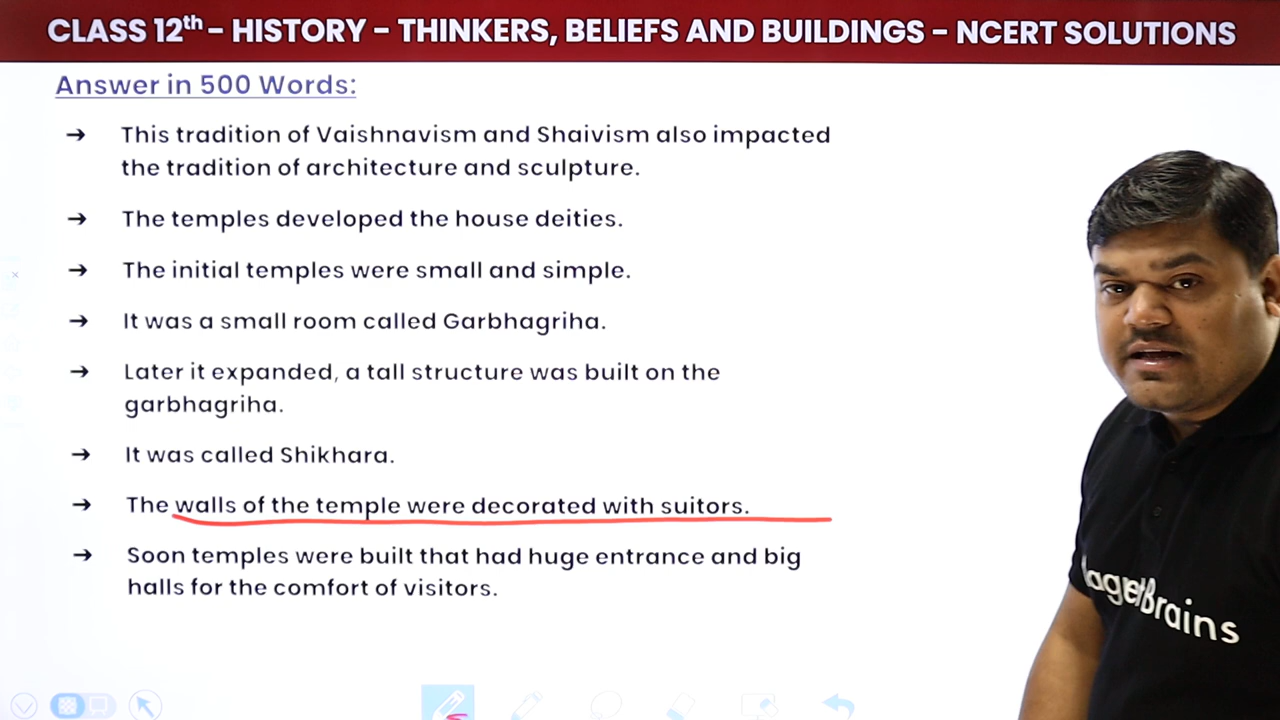 CLASS 12th – HISTORY – THINKERS, BELIEFS AND BUILDINGS – NCERT SOLUTIONS
Answer in 500 Words:
→ This tradition of Vaishnavism and Shaivism also impacted
the tradition of architecture and sculpture.
→ The temples developed the house deities.
→ The initial temples were small and simple.
→ It was a small room called Garbhagriha.
→ Later it expanded, a tall structure was built on the
garbhagriha.
→ It was called Shikhara.
→ The walls of the temple were decorated with suitors.
→ Soon temples were built that had huge entrance and big
halls for the comfort of visitors.